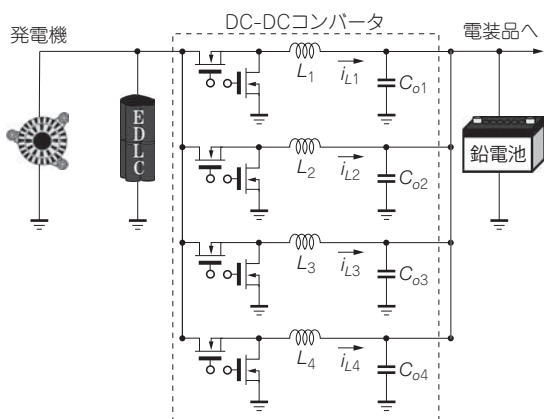 DC-DCコンバータ
発電機
電装品へ
EDLC
L1
iL1
Co1
鉛電池
L2
iL2
Co2
L3
iL3
Co3
L4
iL4
Co4